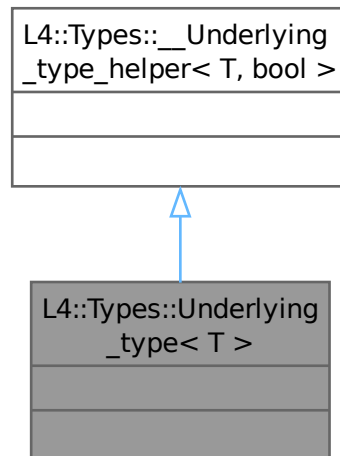 L4::Types::__Underlying
_type_helper< T, bool >
L4::Types::Underlying
_type< T >